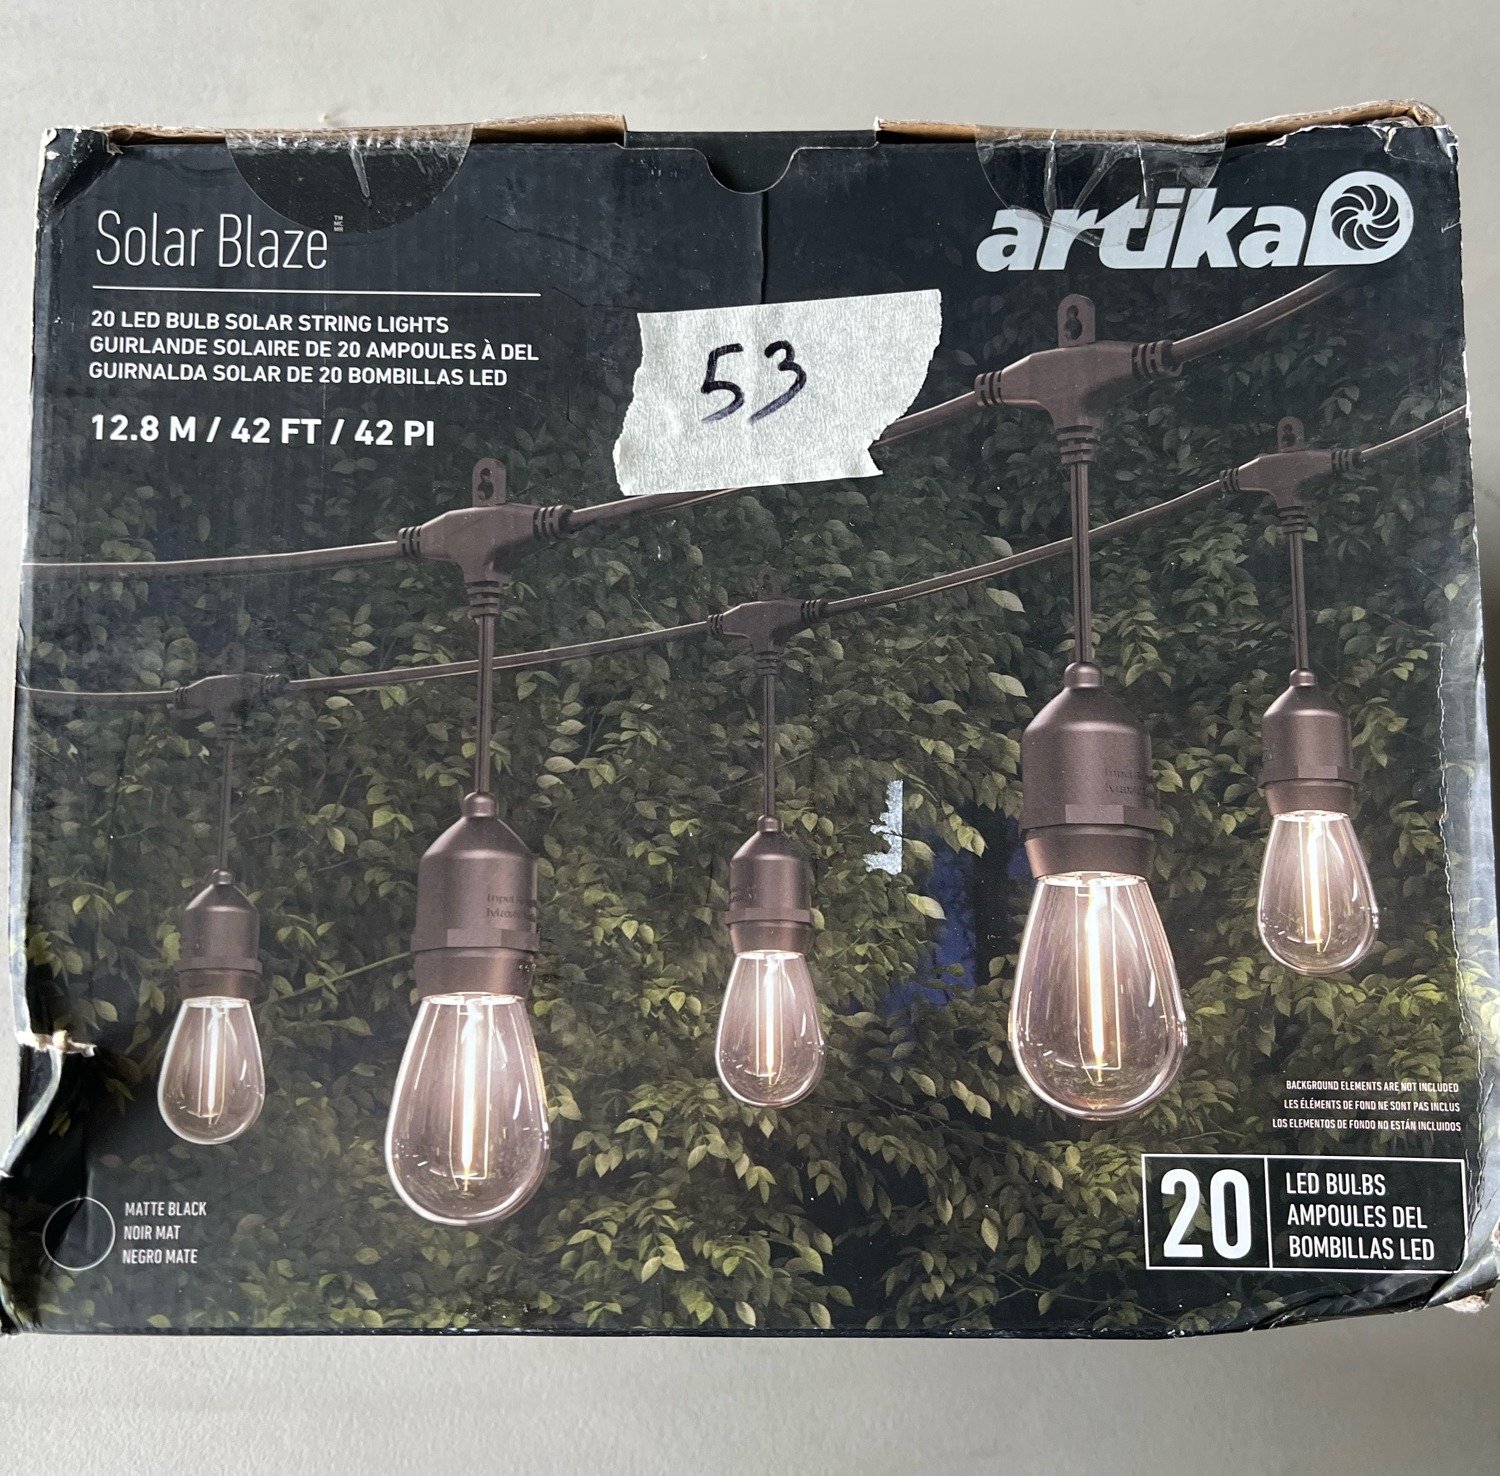 Solar Blaze
TM
MC
MR
artika
20 LED BULB SOLAR STRING LIGHTS
GUIRLANDE SOLAIRE DE 20 AMPOULES À DEL
GUIRNALDA SOLAR DE 20 BOMBILLAS LED
12.8 M / 42 FT / 42 PI
53
BACKGROUND ELEMENTS ARE NOT INCLUDED
LES ÉLÉMENTS DE FOND NE SONT PAS INCLUS
LOS ELEMENTOS DE FONDO NO ESTÁN INCLUIDOS
MATTE BLACK
NOIR MAT
NEGRO MATE
20
LED BULBS
AMPOULES DEL
BOMBILLAS LED